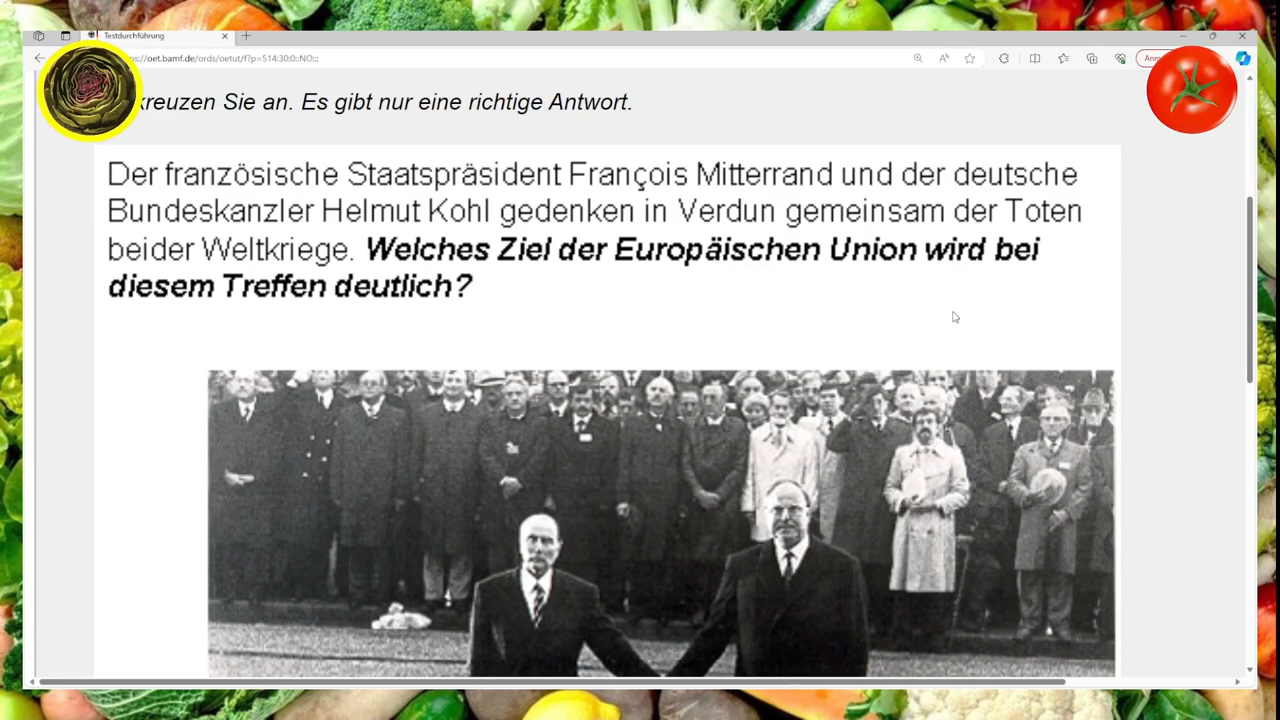 Testdurchführung
oet.bamf.de/ords/oetut/f?p=514:30:0::NO:::
kreuzen Sie an. Es gibt nur eine richtige Antwort.
Der französische Staatspräsident François Mitterrand und der deutsche
Bundeskanzler Helmut Kohl gedenken in Verdun gemeinsam der Toten
beider Weltkriege. Welches Ziel der Europäischen Union wird bei
diesem Treffen deutlich?